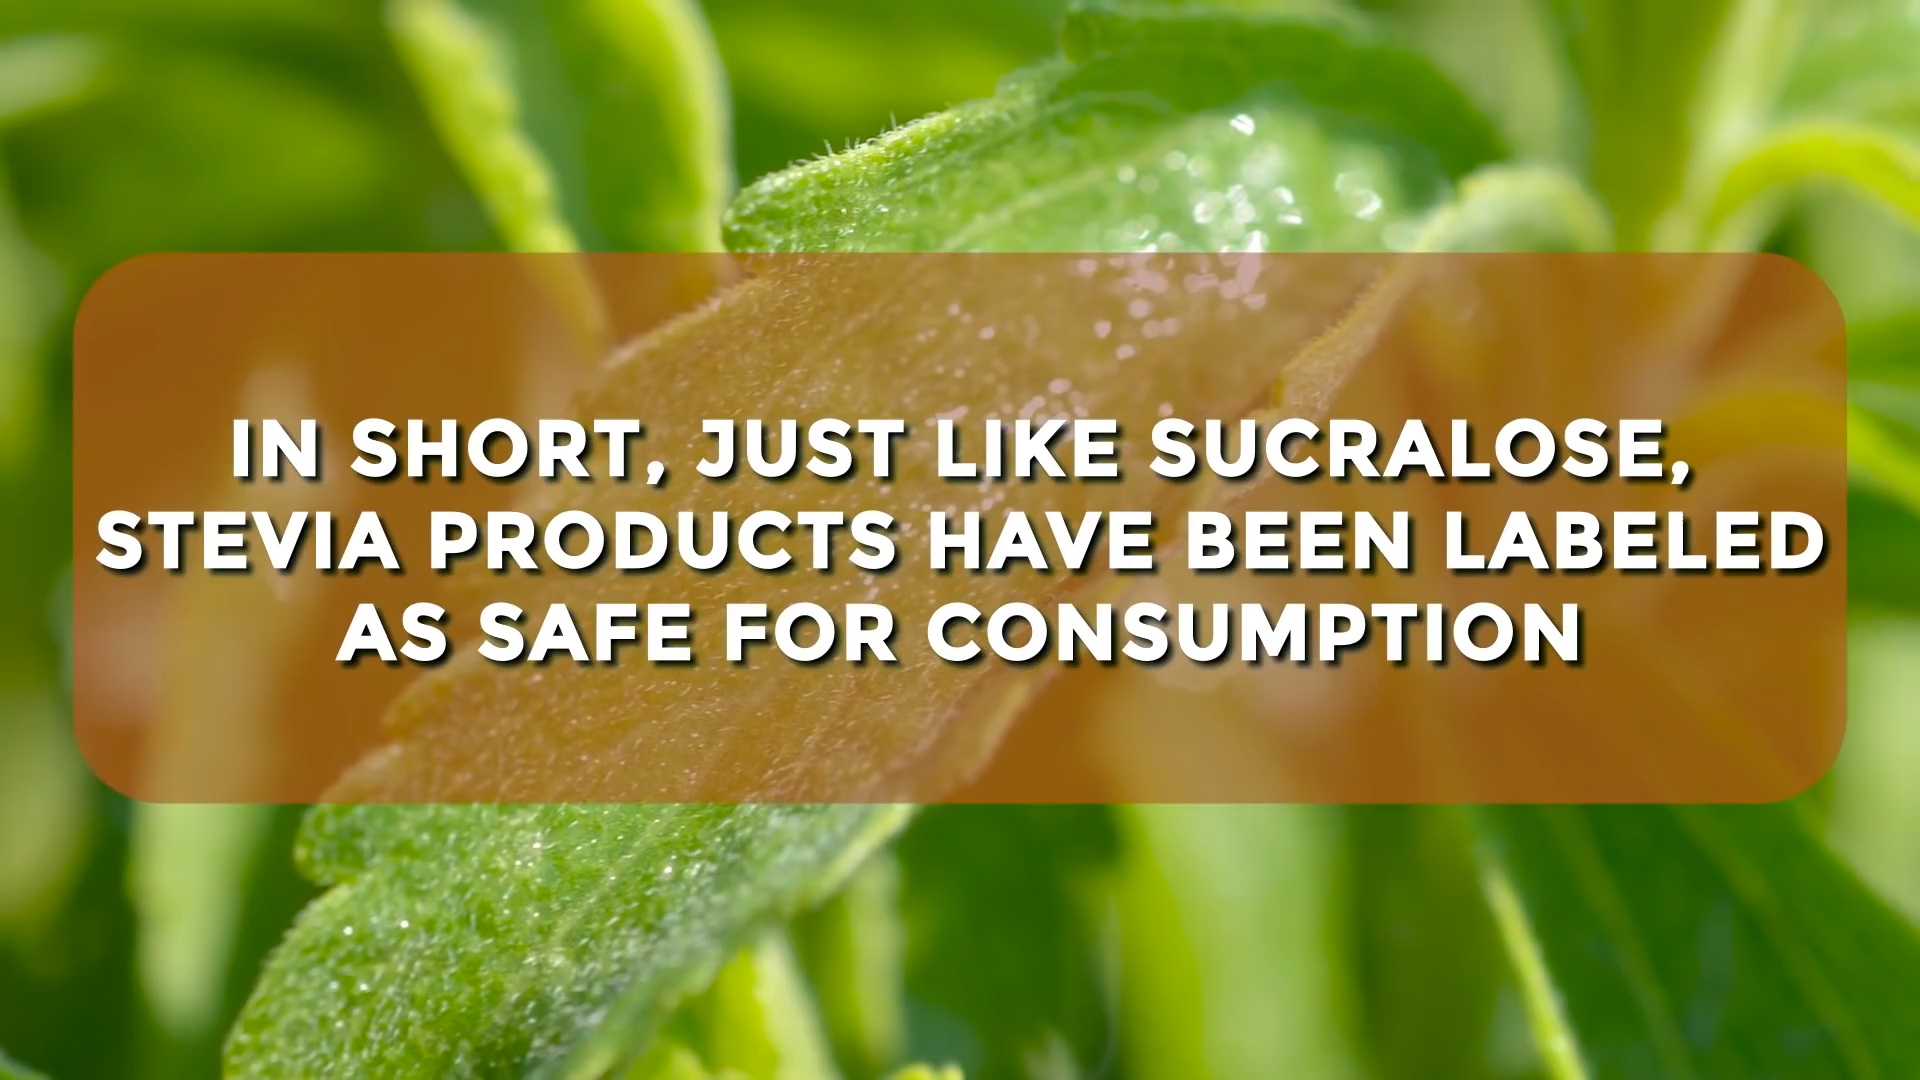 IN SHORT, JUST LIKE SUCRALOSE,
STEVIA PRODUCTS HAVE BEEN LABELED
AS SAFE FOR CONSUMPTION